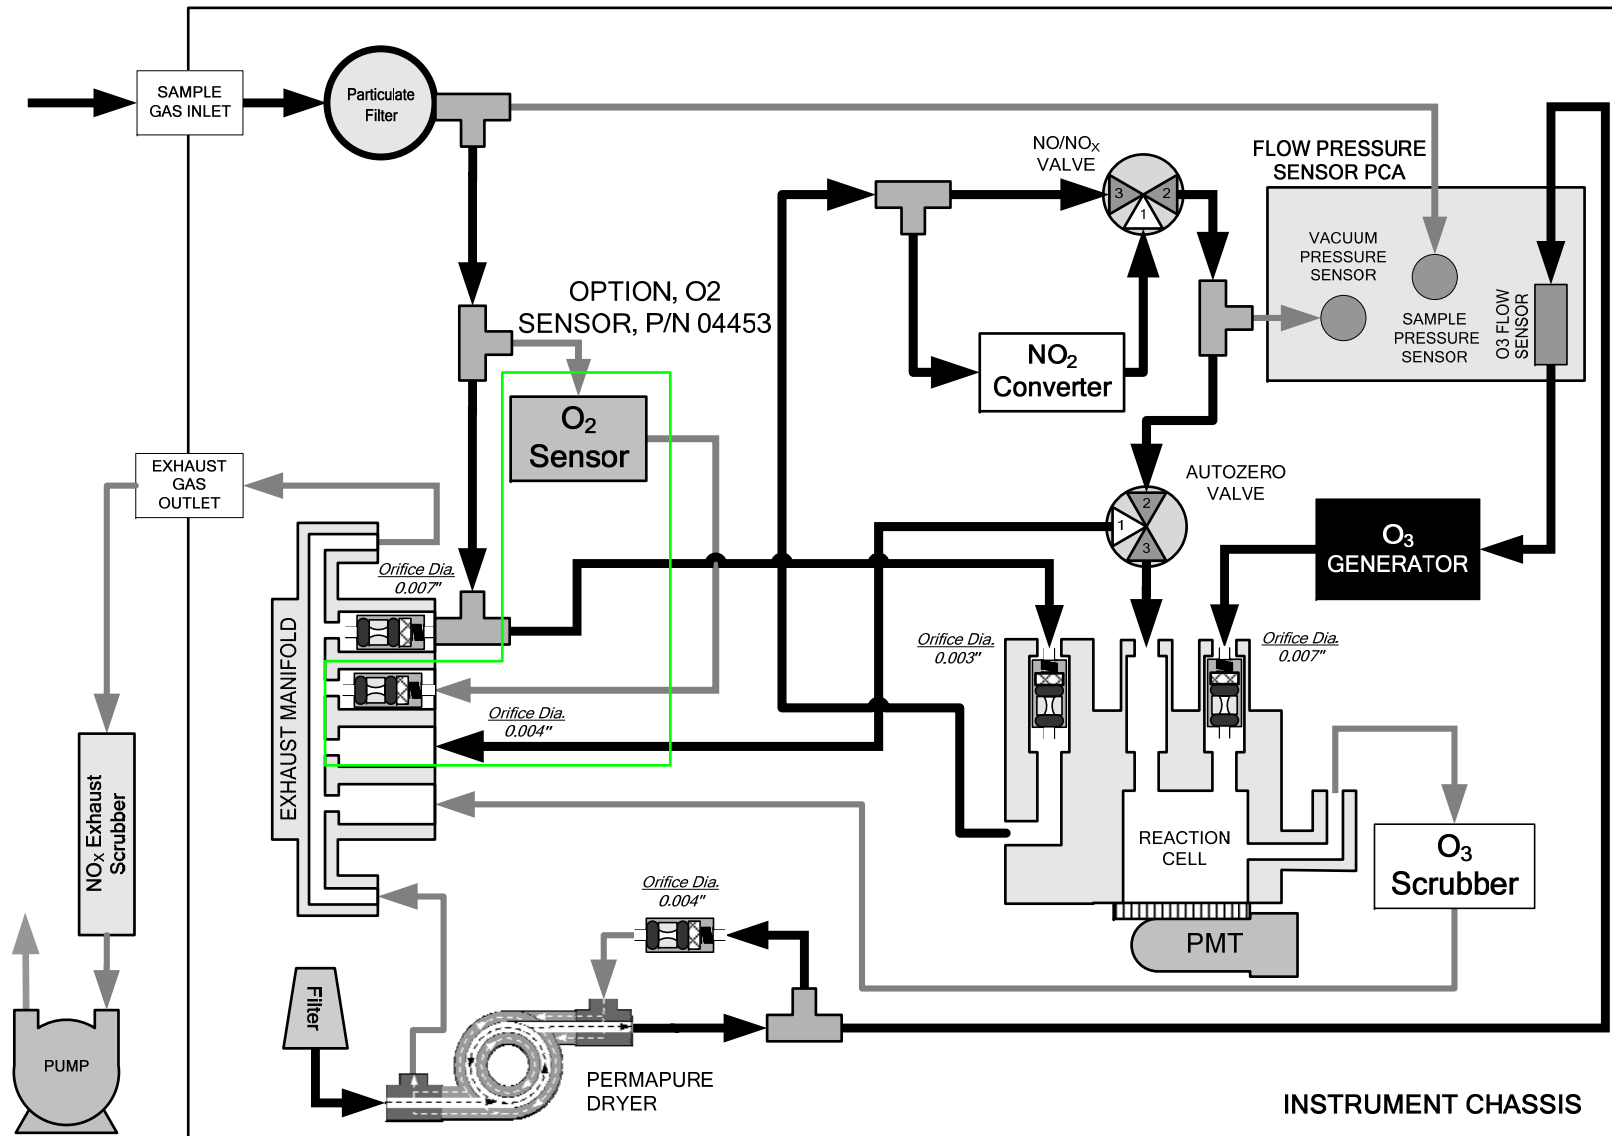 SAMPLE
GAS INLET
Particulate
Filter
NO/NOX
VALVE
3
2
1
FLOW PRESSURE
SENSOR PCA
VACUUM
PRESSURE
SENSOR
SAMPLE
PRESSURE
SENSOR
O3 FLOW
SENSOR
OPTION, O2
SENSOR, P/N 04453
O2
Sensor
NO2
Converter
EXHAUST
GAS
OUTLET
AUTOZERO
VALVE
2
1
3
O3
GENERATOR
Orifice Dia.
0.007"
EXHAUST MANIFOLD
Orifice Dia.
0.003"
Orifice Dia.
0.007"
Orifice Dia.
0.004"
NOX Exhaust
Scrubber
REACTION
CELL
O3
Scrubber
Orifice Dia.
0.004"
PMT
Filter
PUMP
PERMAPURE
DRYER
INSTRUMENT CHASSIS